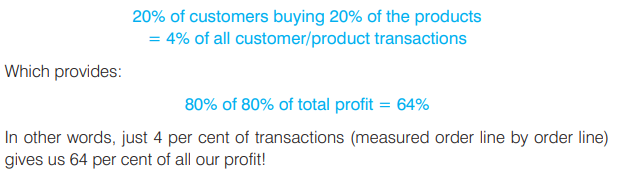 20% of customers buying 20% of the products
= 4% of all customer/product transactions
Which provides:
80% of 80% of total profit = 64%
In other words, just 4 per cent of transactions (measured order line by order line)
gives us 64 per cent of all our profit!